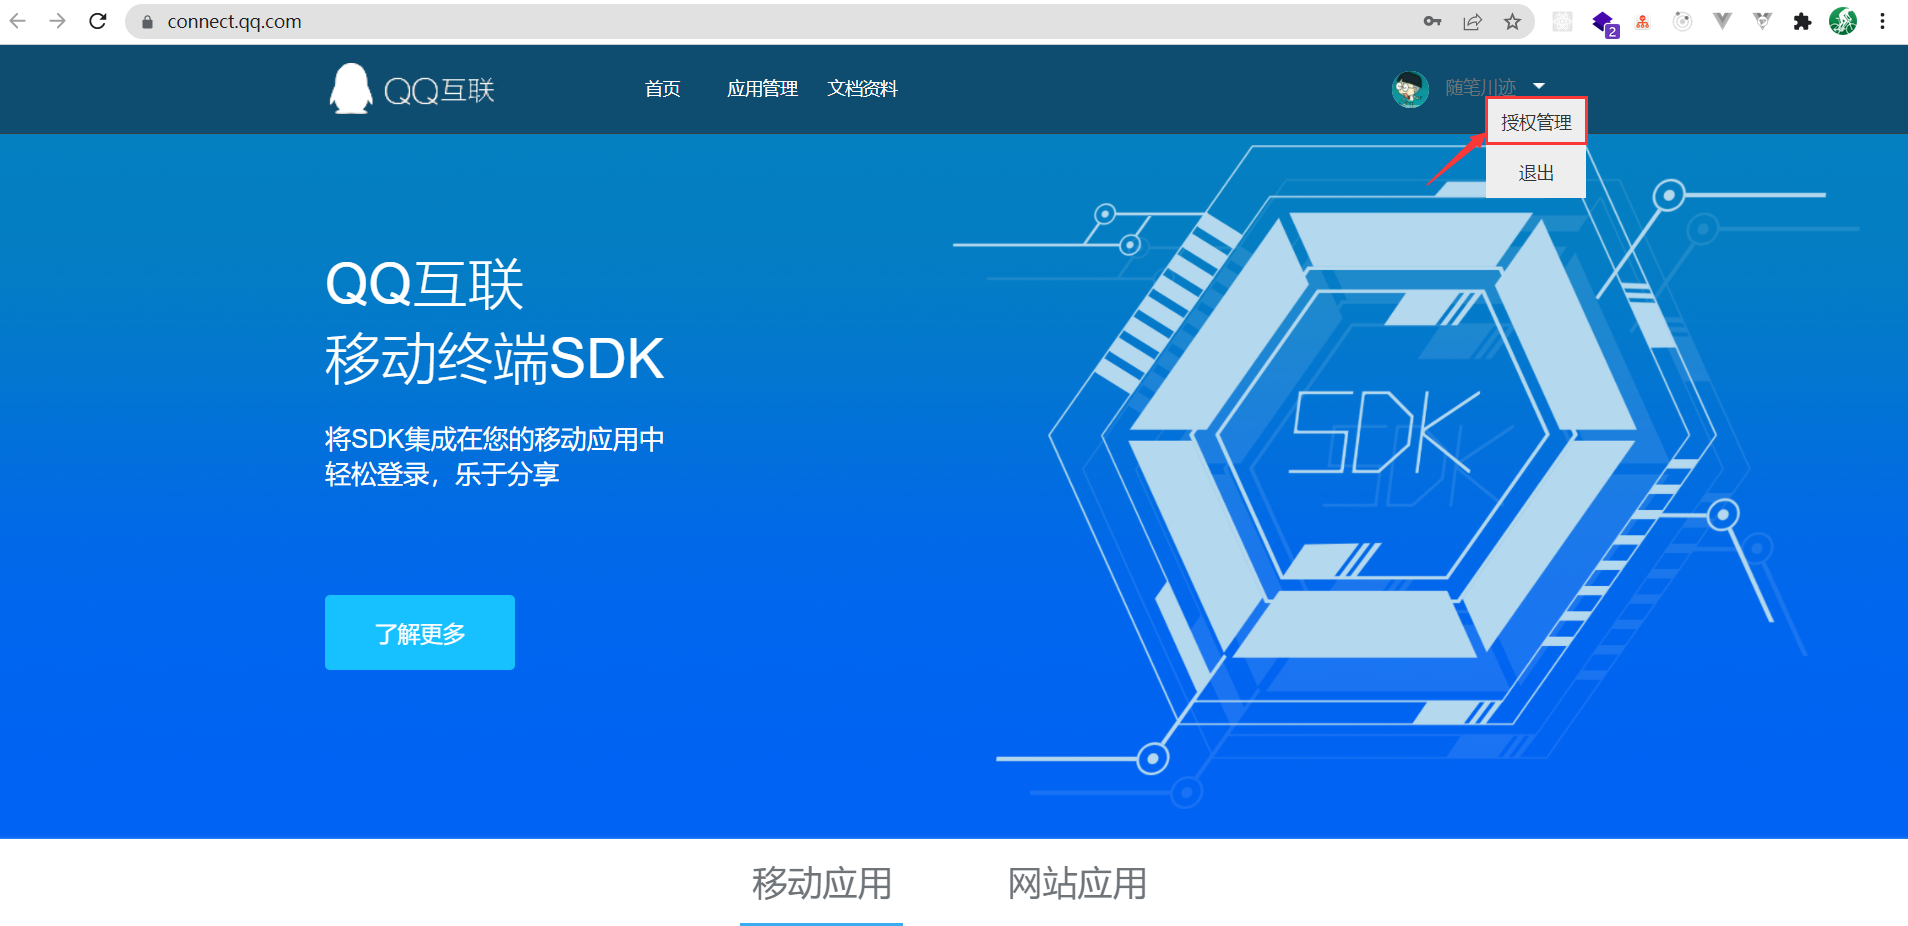 connect.qq.com
2
QQ互联
首页
应用管理
文档资料
随笔川迹
授权管理
退出
QQ互联
移动终端SDK
将SDK集成在您的移动应用中
轻松登录，乐于分享
SDK
了解更多
移动应用
网站应用